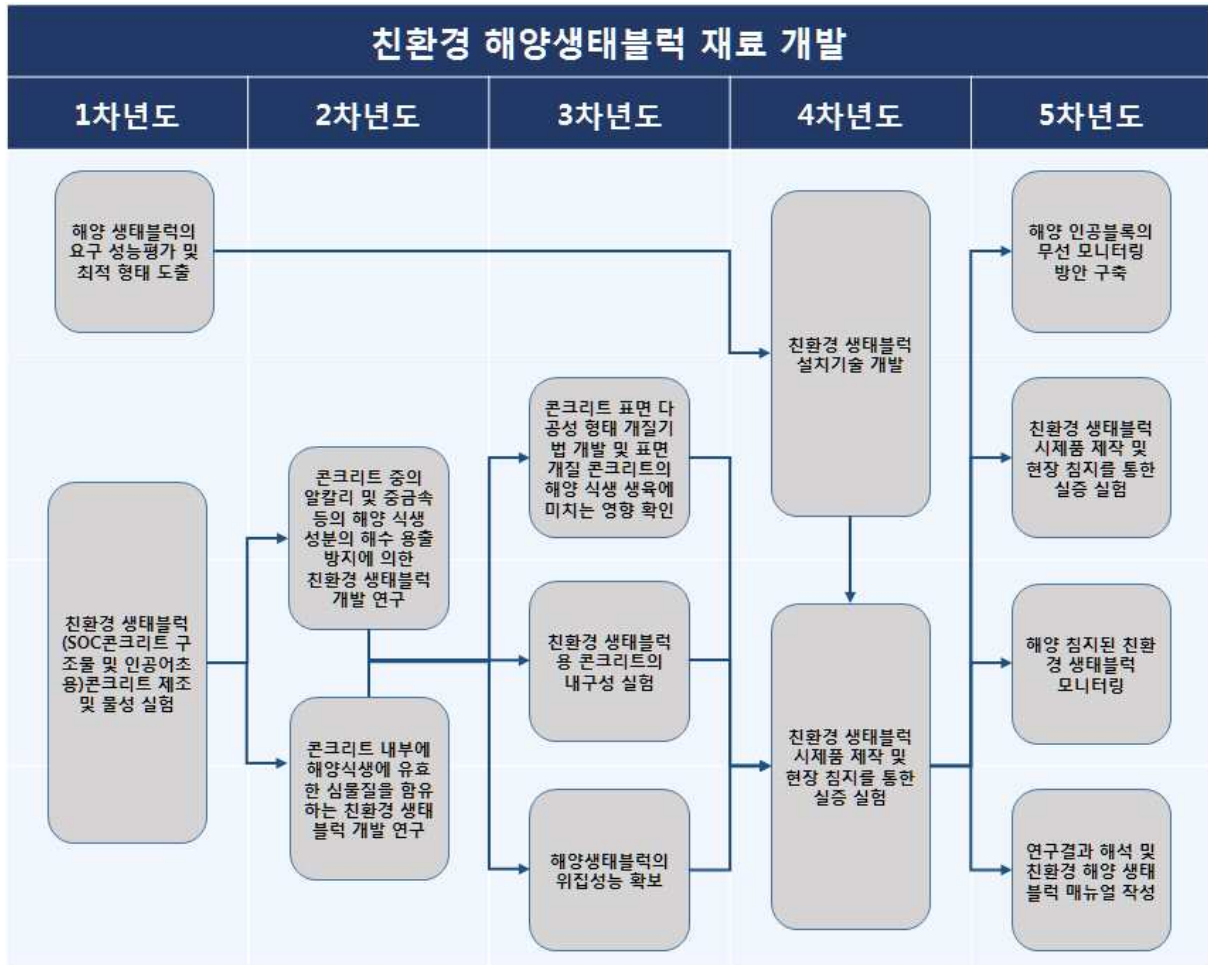 친환경 해양생태블럭 재료 개발
1차년도
2차년도
3차년도
4차년도
5차년도
해양 생태블럭의
요구 성능평가 및
최적 형태 도출
친환경 생태블럭
(SOC콘크리트 구
조물 및 인공어초
용)콘크리트 제조
및 물성 실험
콘크리트 중의
알칼리 및 중금속
등의 해양 식생
성분의 해수 용출
방지에 의한
친환경 생태블럭
개발 연구
콘크리트 내부에
해양식생에 유효
한 심물질을 함유
하는 친환경 생태
블럭 개발 연구
콘크리트 표면 다
공성 형태 개질기
법 개발 및 표면
개질 콘크리트의
해양 식생 생육에
미치는 영향 확인
친환경 생태블럭
용 콘크리트의
내구성 실험
해양생태블럭의
위집성능 확보
친환경 생태블럭
설치기술 개발
친환경 생태블럭
시제품 제작 및
현장 침지를 통한
실증 실험
해양 인공블록의
무선 모니터링
방안 구축
친환경 생태블럭
시제품 제작 및
현장 침지를 통한
실증 실험
해양 침지된 친환
경 생태블럭
모니터링
연구결과 해석 및
친환경 해양 생태
블럭 매뉴얼 작성